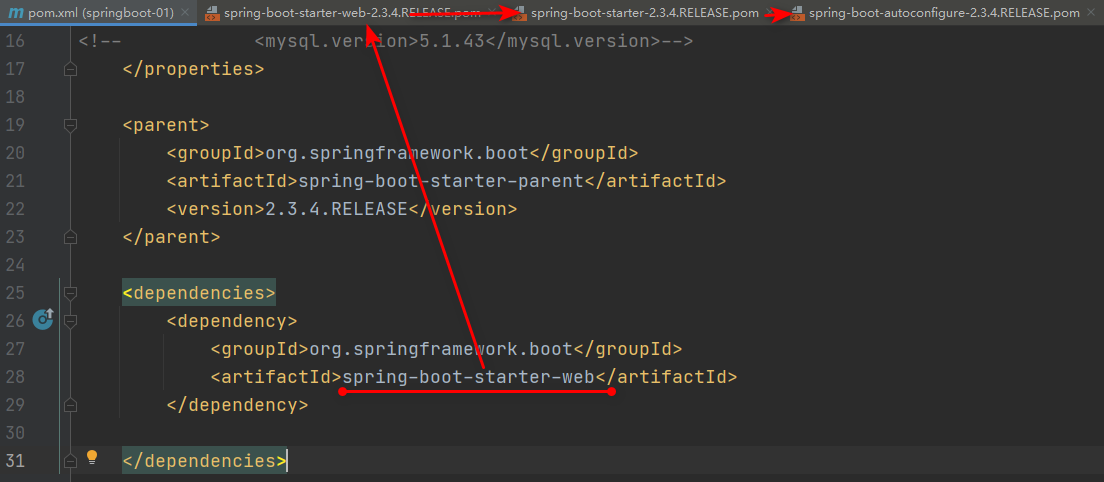 pom.xml (springboot-01) spring-boot-starter-web-2.3.4.RELEASE.pom spring-boot-starter-2.3.4.RELEASE.pom spring-boot-autoconfigure-2.3.4.RELEASE.pom
16 <!-- <mysql.version>5.1.43</mysql.version>-->
17 </properties>
18
19 <parent>
20 <groupId>org.springframework.boot</groupId>
21 <artifactId>spring-boot-starter-parent</artifactId>
22 <version>2.3.4.RELEASE</version>
23 </parent>
24
25 <dependencies>
26 <dependency>
27 <groupId>org.springframework.boot</groupId>
28 <artifactId>spring-boot-starter-web</artifactId>
29 </dependency>
30
31 </dependencies>